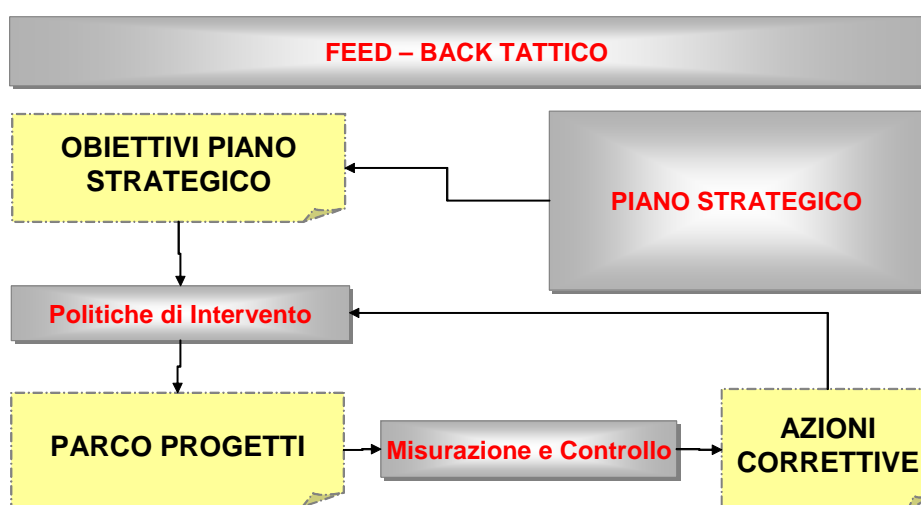 FEED – BACK TATTICO
OBIETTIVI PIANO
STRATEGICO
PIANO STRATEGICO
Politiche di Intervento
PARCO PROGETTI
Misurazione e Controllo
AZIONI
CORRETTIVE